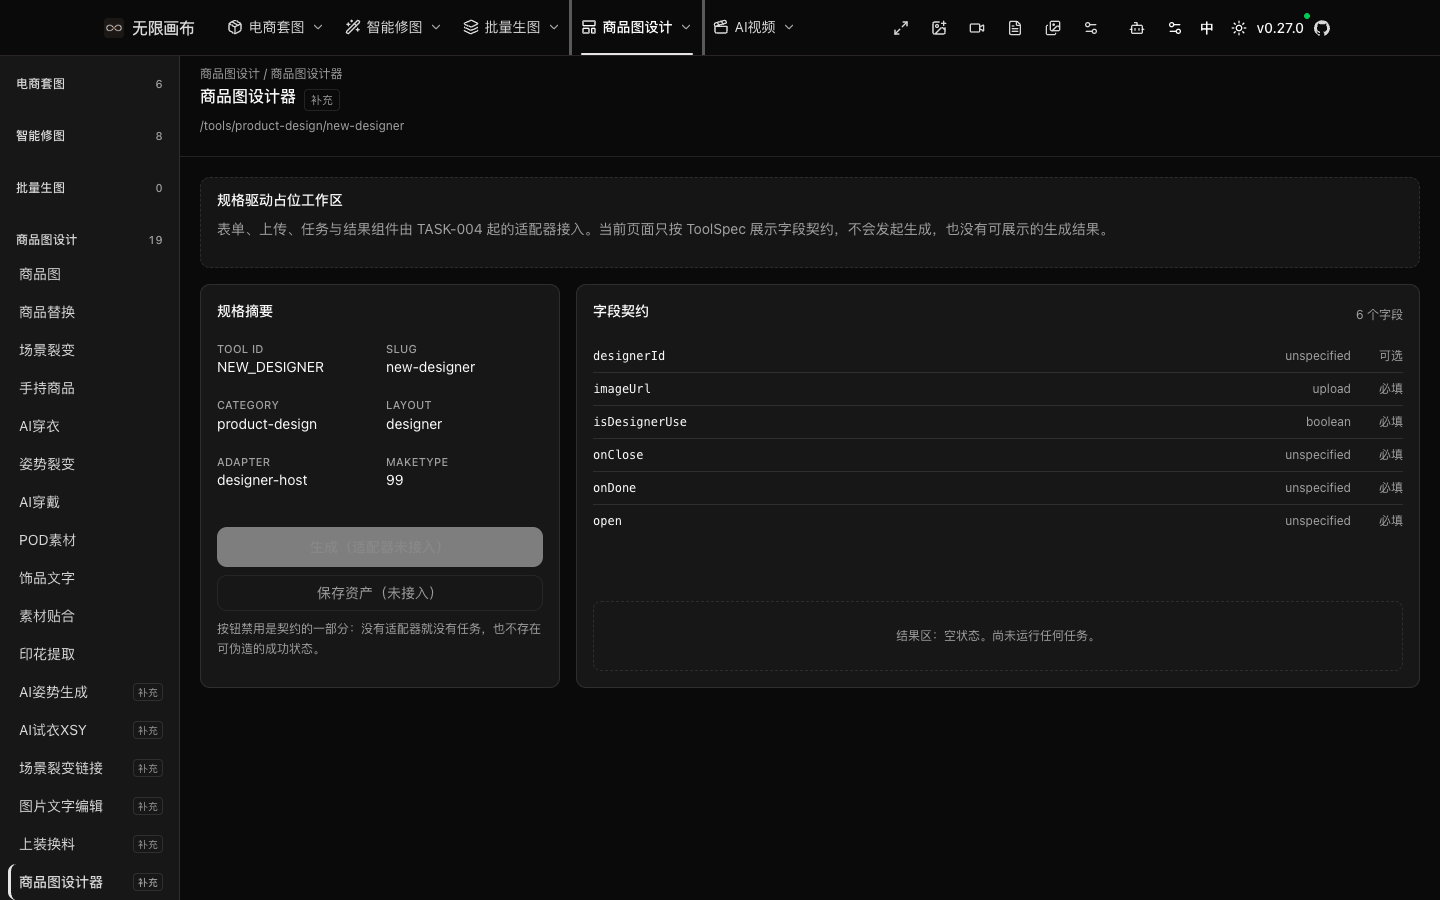 无限画布
电商套图
智能修图
批量生图
商品图设计
AI视频
中
v0.27.0
电商套图 6
智能修图 8
批量生图 0
商品图设计 19
商品图
商品替换
场景裂变
手持商品
AI穿衣
姿势裂变
AI穿戴
POD素材
饰品文字
素材贴合
印花提取
AI姿势生成 补充
AI试衣XSY 补充
场景裂变链接 补充
图片文字编辑 补充
上装换料 补充
商品图设计器 补充
商品图设计 / 商品图设计器
商品图设计器 补充
/tools/product-design/new-designer
规格驱动占位工作区
表单、上传、任务与结果组件由 TASK-004 起的适配器接入。当前页面只按 ToolSpec 展示字段契约，不会发起生成，也没有可展示的生成结果。
规格摘要
TOOL ID SLUG
NEW_DESIGNER new-designer
CATEGORY LAYOUT
product-design designer
ADAPTER MAKETYPE
designer-host 99
生成（适配器未接入）
保存资产（未接入）
按钮禁用是契约的一部分：没有适配器就没有任务，也不存在
可伪造的成功状态。
字段契约 6 个字段
designerId unspecified 可选
imageUrl upload 必填
isDesignerUse boolean 必填
onClose unspecified 必填
onDone unspecified 必填
open unspecified 必填
结果区：空状态。尚未运行任何任务。